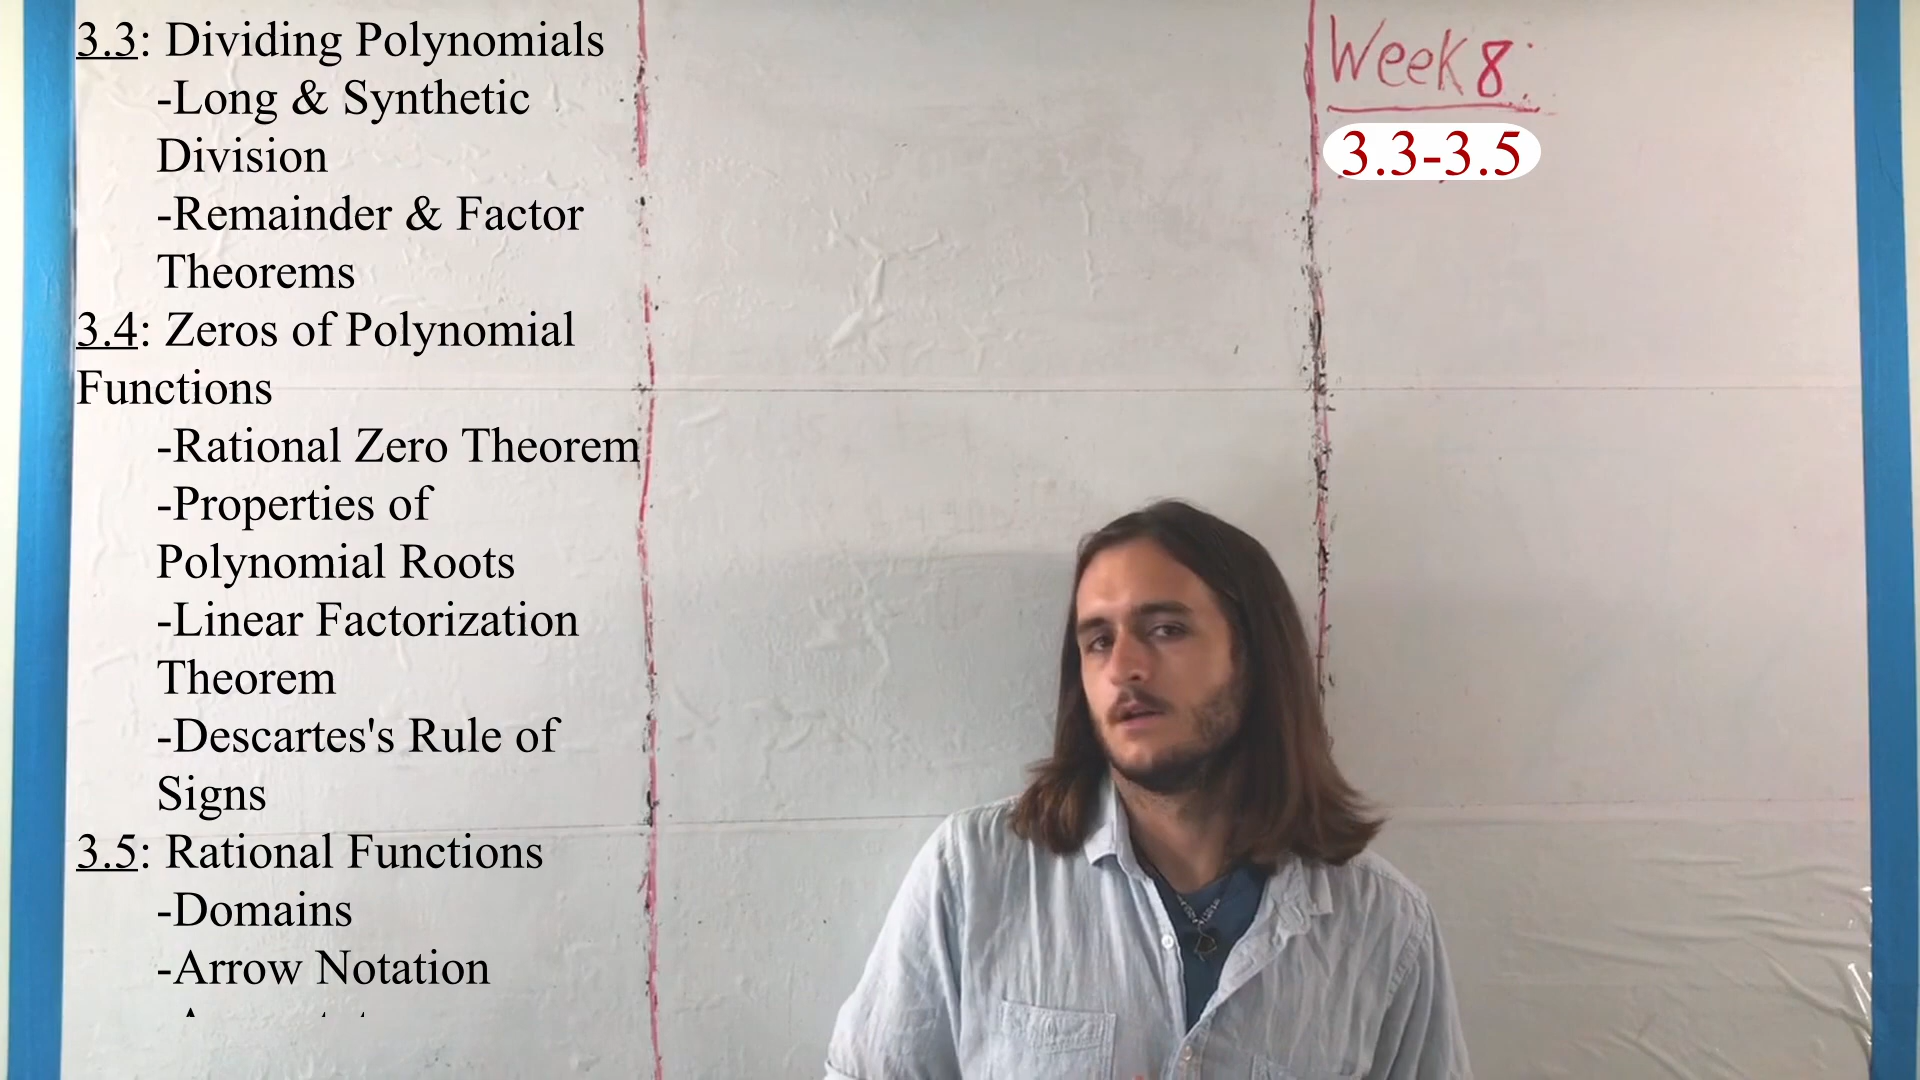 3.3: Dividing Polynomials
-Long & Synthetic
Division
-Remainder & Factor
Theorems
3.4: Zeros of Polynomial
Functions
-Rational Zero Theorem
-Properties of
Polynomial Roots
-Linear Factorization
Theorem
-Descartes's Rule of
Signs
3.5: Rational Functions
-Domains
-Arrow Notation
Week 8:
3.3-3.5